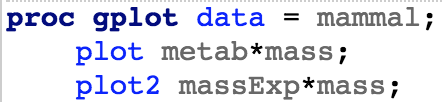 proc gplot data = mammal;
    plot metab*mass;
    plot2 massExp*mass;